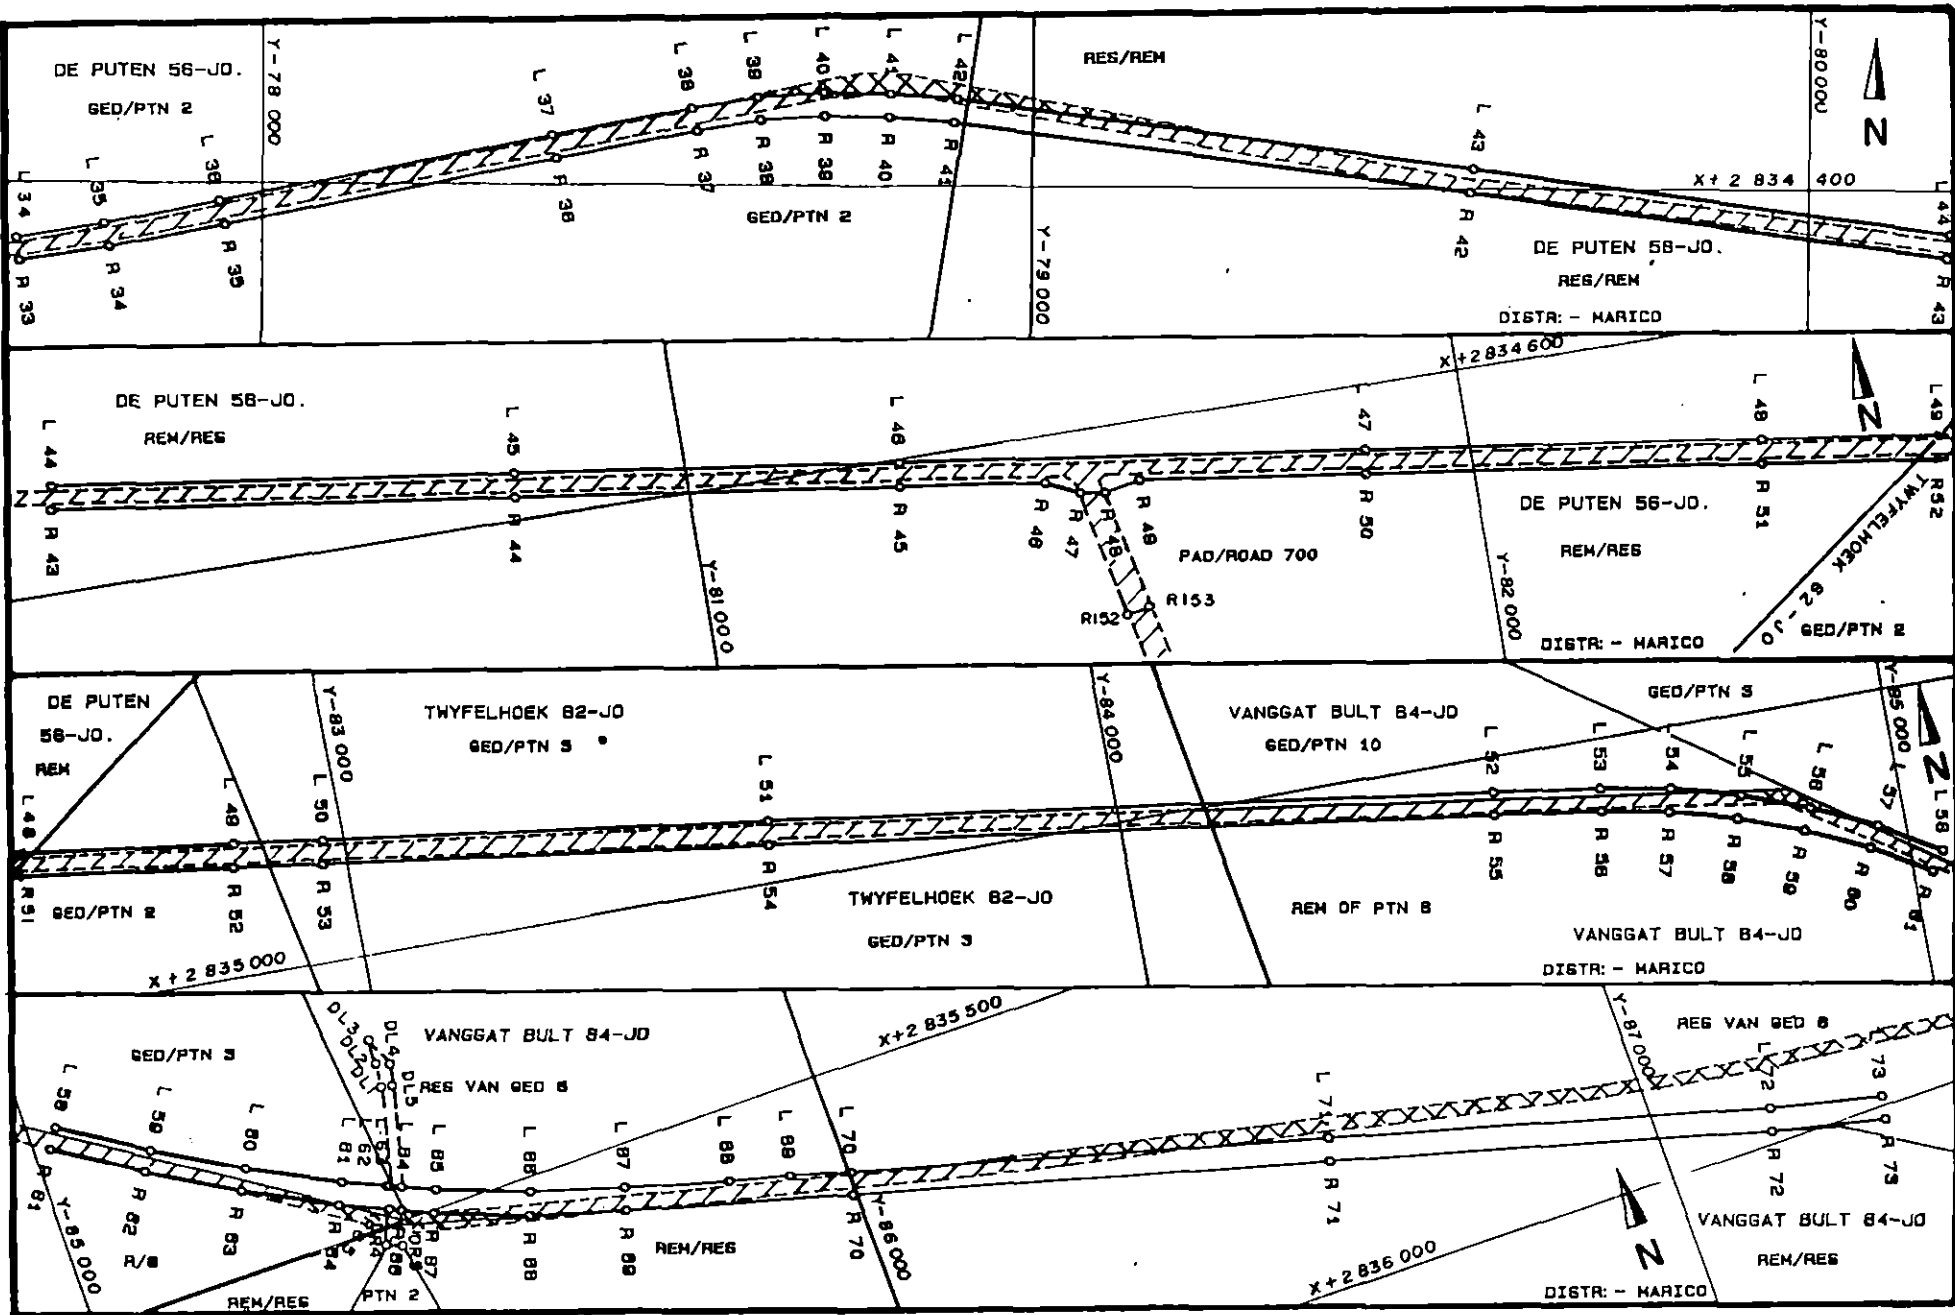 DE PUTEN 56-JO.
GED/PTN 2
Y-78 000
L 34
L 35
L 36
L 37
L 38
L 39
L 40
L 41
L 42
RES/REM
L 43
Y-80 000
N
X+ 2 834 400
L 44
R 33
R 34
R 35
R 36
R 37
R 38
R 39
R 40
R 41
GED/PTN 2
Y-79 000
R 42
DE PUTEN 56-JO.
RES/REM
DISTR: - MARICO
R 43
DE PUTEN 56-JO.
REM/RES
L 44
L 45
L 46
X+2 834 600
L 47
L 48
L 49
N
Z
R 43
R 44
R 45
R 46
R 47
R 48
R 49
R 50
R 51
R 52
Y-81 000
PAD/ROAD 700
R152
R153
Y-82 000
DE PUTEN 56-JO.
REM/RES
TWYFELHOEK 62-JO
GED/PTN 2
DISTR: - MARICO
DE PUTEN
56-JO.
REM
L 48
L 49
L 50
Y-83 000
TWYFELHOEK 62-JO
GED/PTN 3
L 51
Y-84 000
VANGGAT BULT 64-JO
GED/PTN 10
L 52
L 53
L 54
L 55
L 56
L 57
L 58
GED/PTN 3
Y-85 000
N
R51
GED/PTN 2
R 52
R 53
R 54
X + 2 835 000
TWYFELHOEK 62-JO
GED/PTN 3
R 55
R 56
R 57
R 58
R 59
R 60
R 61
REM OF PTN 6
VANGGAT BULT 64-JO
DISTR: - MARICO
GED/PTN 3
L 58
L 59
L 60
L 61
L 62
L 64
L 65
L 66
L 67
L 68
L 69
L 70
L 71
L 72
73
DL3
DL2
DL1
DL4
DL5
VANGGAT BULT 64-JO
RES VAN GED 6
X+2 835 500
Y-87 000
RES VAN GED 6
R 61
R 62
R 63
R 64
R 66
R 67
R 68
R 69
R 70
R 71
R 72
R 73
Y-85 000
R/6
REM/RES
PTN 2
REM/RES
Y-86 000
X+2 836 000
N
VANGGAT BULT 64-JO
REM/RES
DISTR: - MARICO